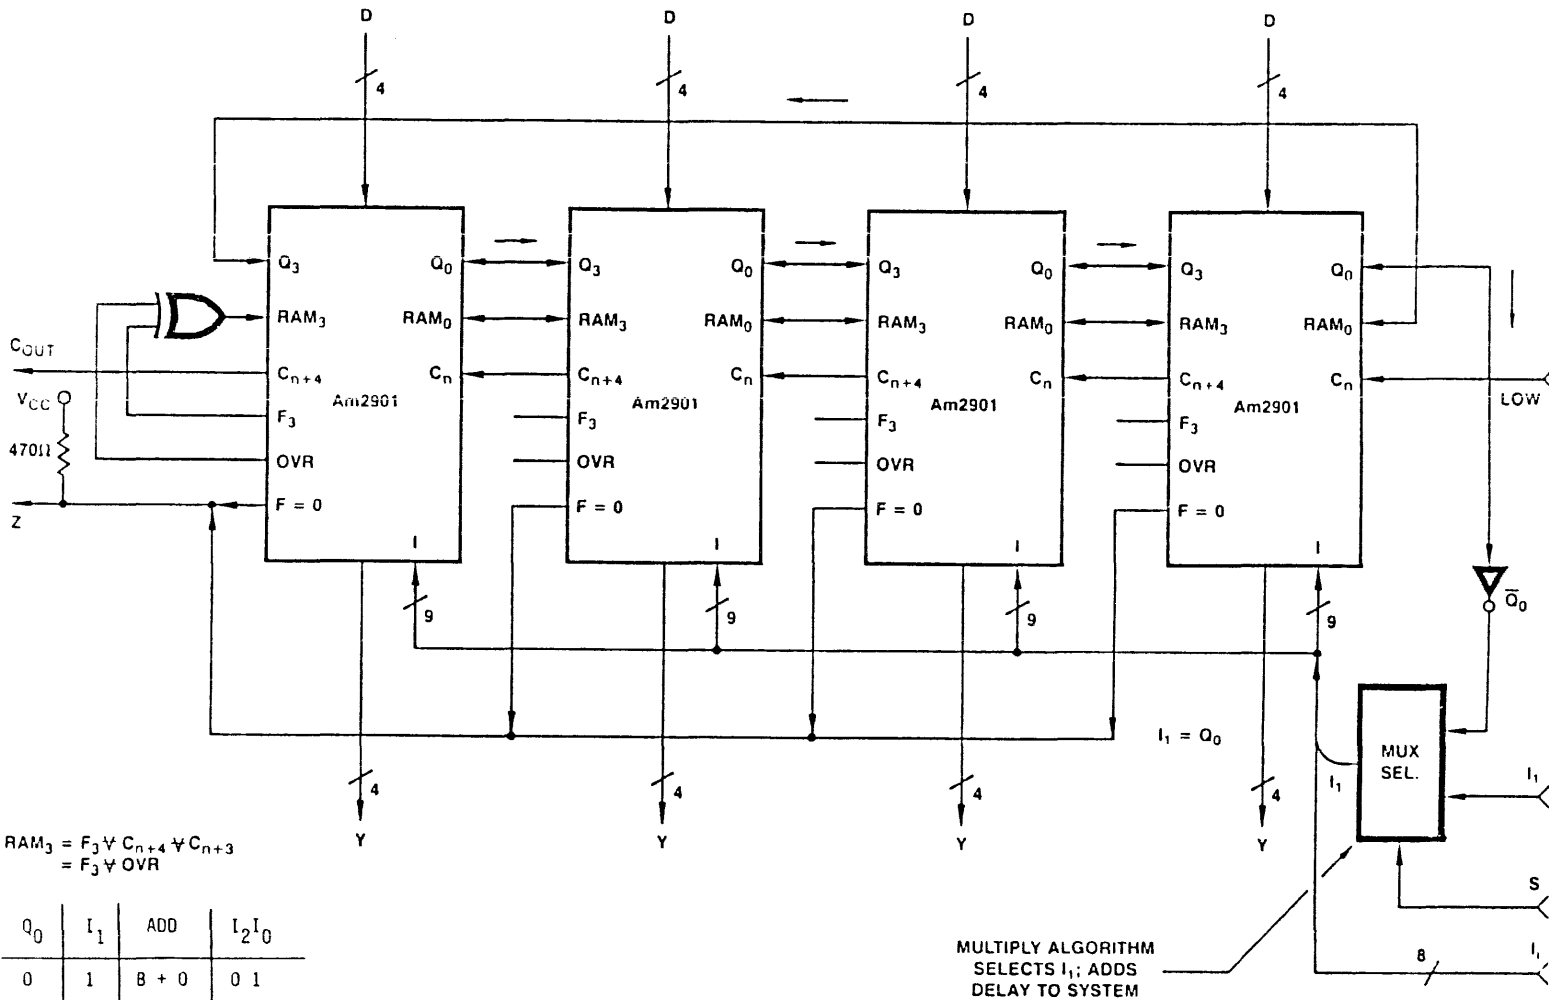 D D D D
4 4 4 4
Q3 Q0 Q3 Q0 Q3 Q0 Q3 Q0
RAM3 RAM0 RAM3 RAM0 RAM3 RAM0 RAM3 RAM0
COUT
Cn+4 Cn Cn+4 Cn Cn+4 Cn Cn+4 Cn
VCC Am2901 Am2901 Am2901 Am2901 LOW
F3 F3 F3 F3
470Ω
OVR OVR OVR OVR
F = 0 F = 0 F = 0 F = 0
Z
I I I I
9 9 9 9
Q̅0
I1 = Q0
MUX
SEL.
I1
I1
4 4 4 4
Y Y Y Y
RAM3 = F3 ∀ Cn+4 ∀ Cn+3
= F3 ∀ OVR
S
Q0 I1 ADD I2I0
0 1 B + 0 0 1
MULTIPLY ALGORITHM
SELECTS I1; ADDS
DELAY TO SYSTEM
8